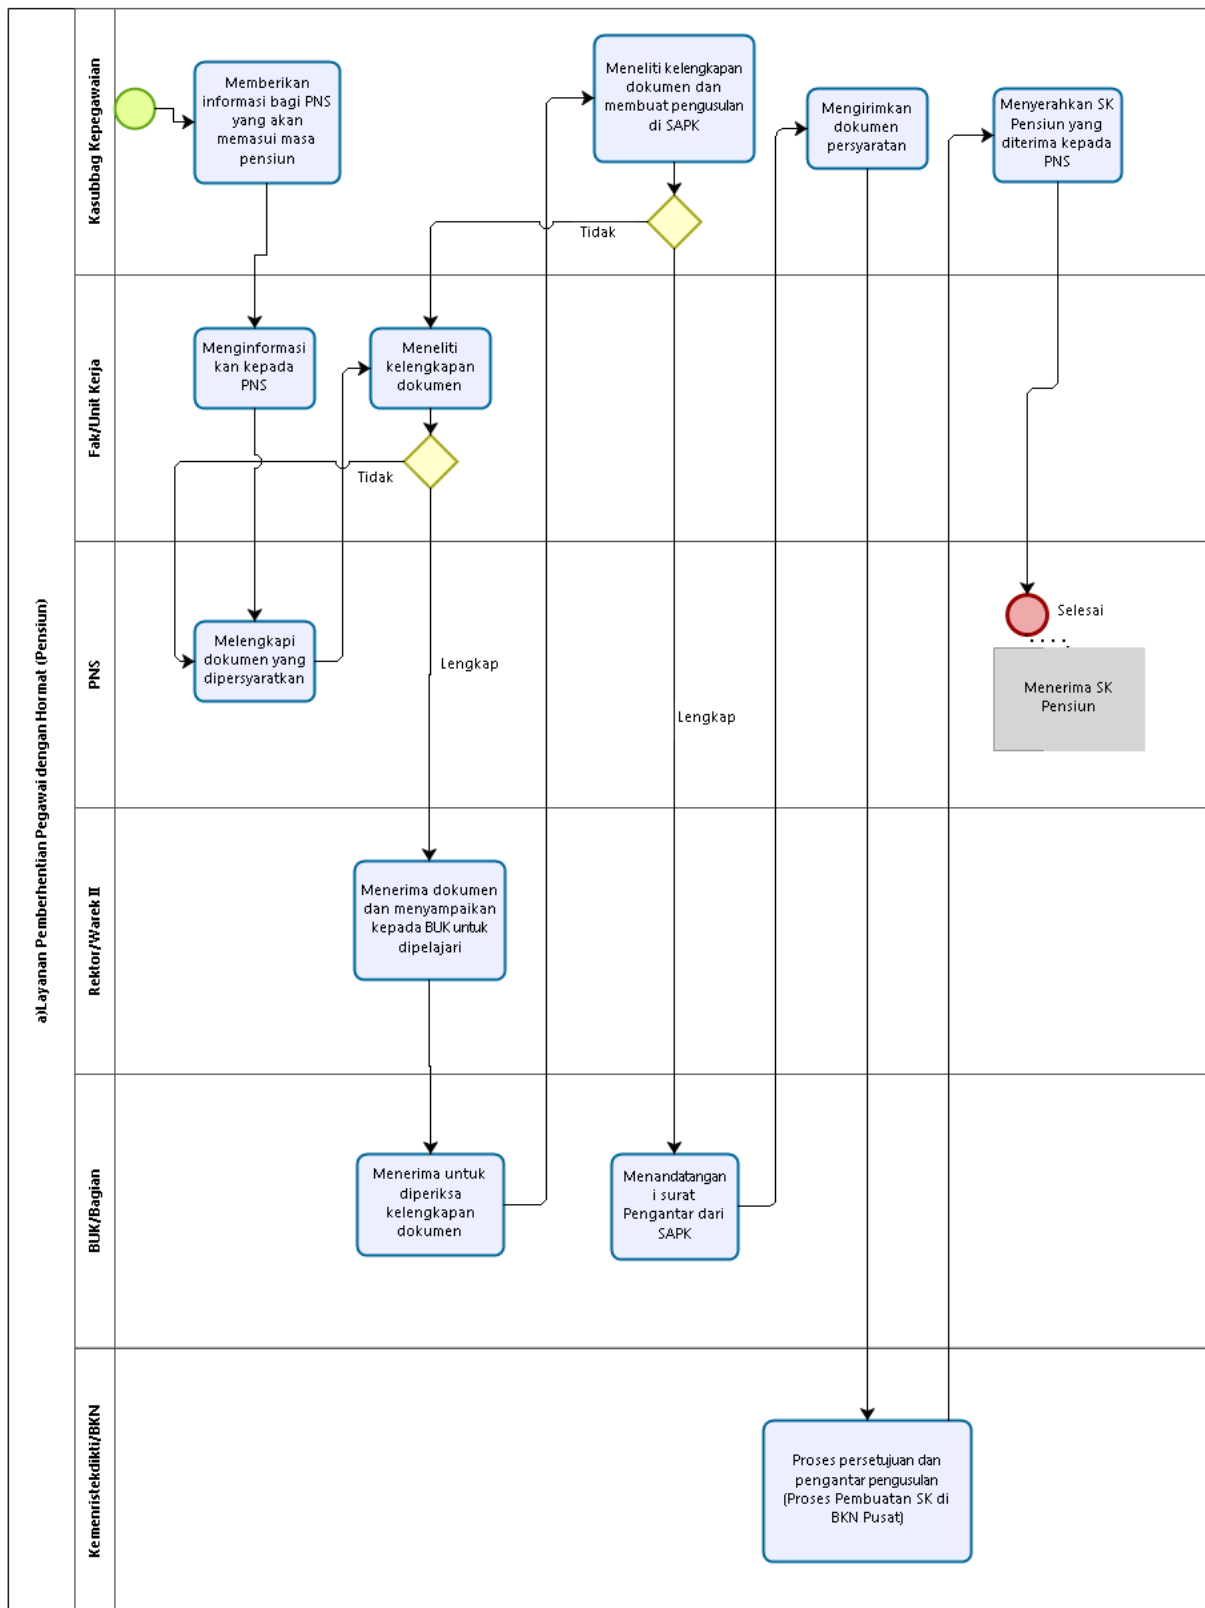 a)Layanan Pemberhentian Pegawai dengan Hormat (Pensiun)
Kasubbag Kepegawaian
Memberikan
informasi bagi PNS
yang akan
memasui masa
pensiun
Meneliti kelengkapan
dokumen dan
membuat pengusulan
di SAPK
Mengirimkan
dokumen
persyaratan
Menyerahkan SK
Pensiun yang
diterima kepada
PNS
Tidak
Fak/Unit Kerja
Menginformasi
kan kepada
PNS
Meneliti
kelengkapan
dokumen
Tidak
PNS
Melengkapi
dokumen yang
dipersyaratkan
Lengkap
Lengkap
Selesai
Menerima SK
Pensiun
Rektor/Warek II
Menerima dokumen
dan menyampaikan
kepada BUK untuk
dipelajari
BUK/Bagian
Menerima untuk
diperiksa
kelengkapan
dokumen
Menandatangan
i surat
Pengantar dari
SAPK
Kemenristekdikti/BKN
Proses persetujuan dan
pengantar pengusulan
(Proses Pembuatan SK di
BKN Pusat)